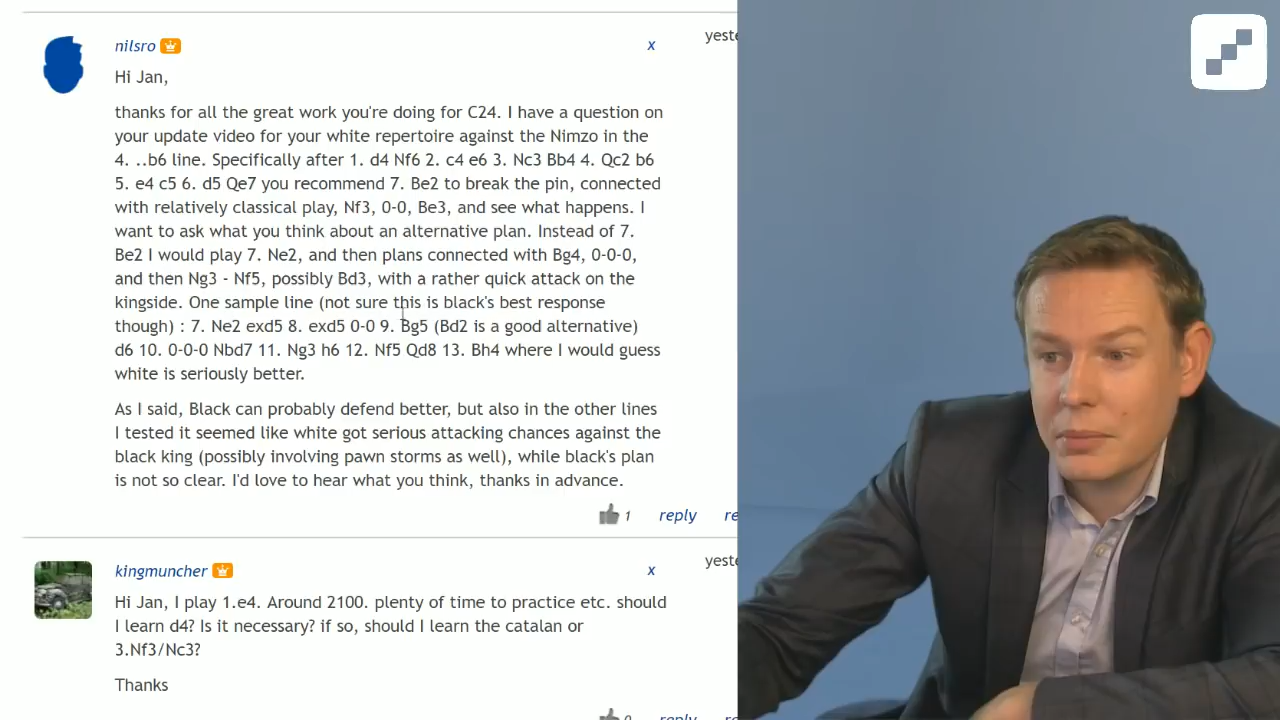 yeste
nilsro
x
Hi Jan,
thanks for all the great work you're doing for C24. I have a question on
your update video for your white repertoire against the Nimzo in the
4. ..b6 line. Specifically after 1. d4 Nf6 2. c4 e6 3. Nc3 Bb4 4. Qc2 b6
5. e4 c5 6. d5 Qe7 you recommend 7. Be2 to break the pin, connected
with relatively classical play, Nf3, 0-0, Be3, and see what happens. I
want to ask what you think about an alternative plan. Instead of 7.
Be2 I would play 7. Ne2, and then plans connected with Bg4, 0-0-0,
and then Ng3 - Nf5, possibly Bd3, with a rather quick attack on the
kingside. One sample line (not sure this is black's best response
though) : 7. Ne2 exd5 8. exd5 0-0 9. Bg5 (Bd2 is a good alternative)
d6 10. 0-0-0 Nbd7 11. Ng3 h6 12. Nf5 Qd8 13. Bh4 where I would guess
white is seriously better.
As I said, Black can probably defend better, but also in the other lines
I tested it seemed like white got serious attacking chances against the
black king (possibly involving pawn storms as well), while black's plan
is not so clear. I'd love to hear what you think, thanks in advance.
1 reply re
yeste
kingmuncher
x
Hi Jan, I play 1.e4. Around 2100. plenty of time to practice etc. should
I learn d4? Is it necessary? if so, should I learn the catalan or
3.Nf3/Nc3?
Thanks